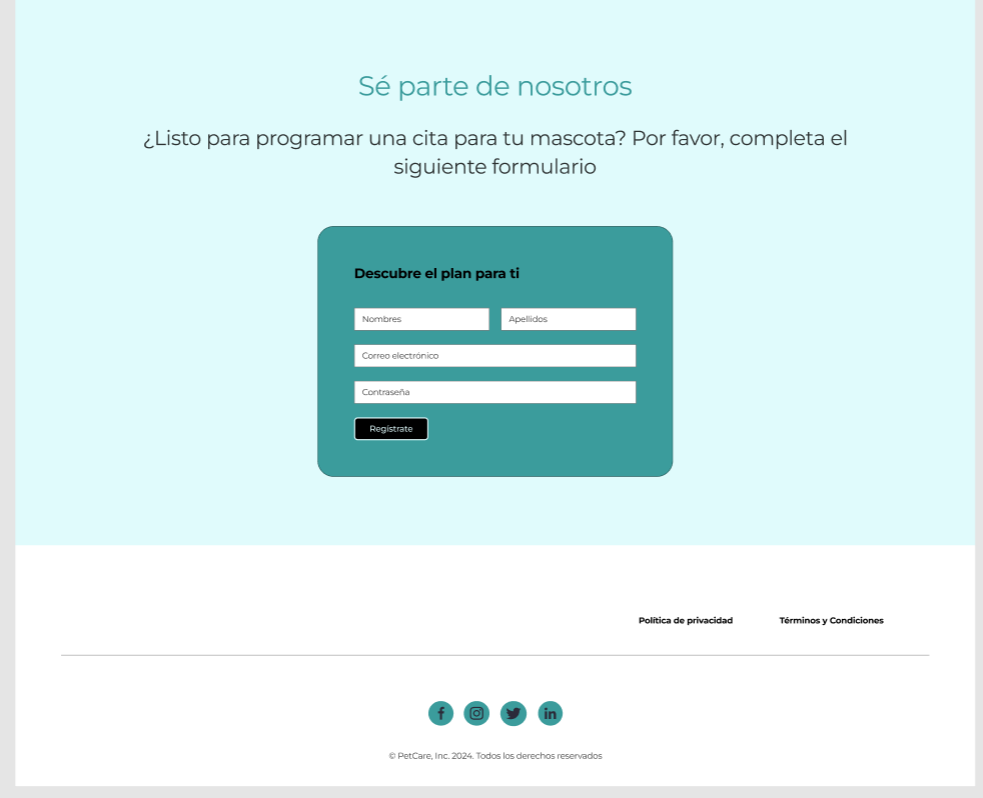 Sé parte de nosotros
¿Listo para programar una cita para tu mascota? Por favor, completa el
siguiente formulario
Descubre el plan para ti
Nombres
Apellidos
Correo electrónico
Contraseña
Regístrate
Política de privacidad
Términos y Condiciones
© PetCare, Inc. 2024. Todos los derechos reservados